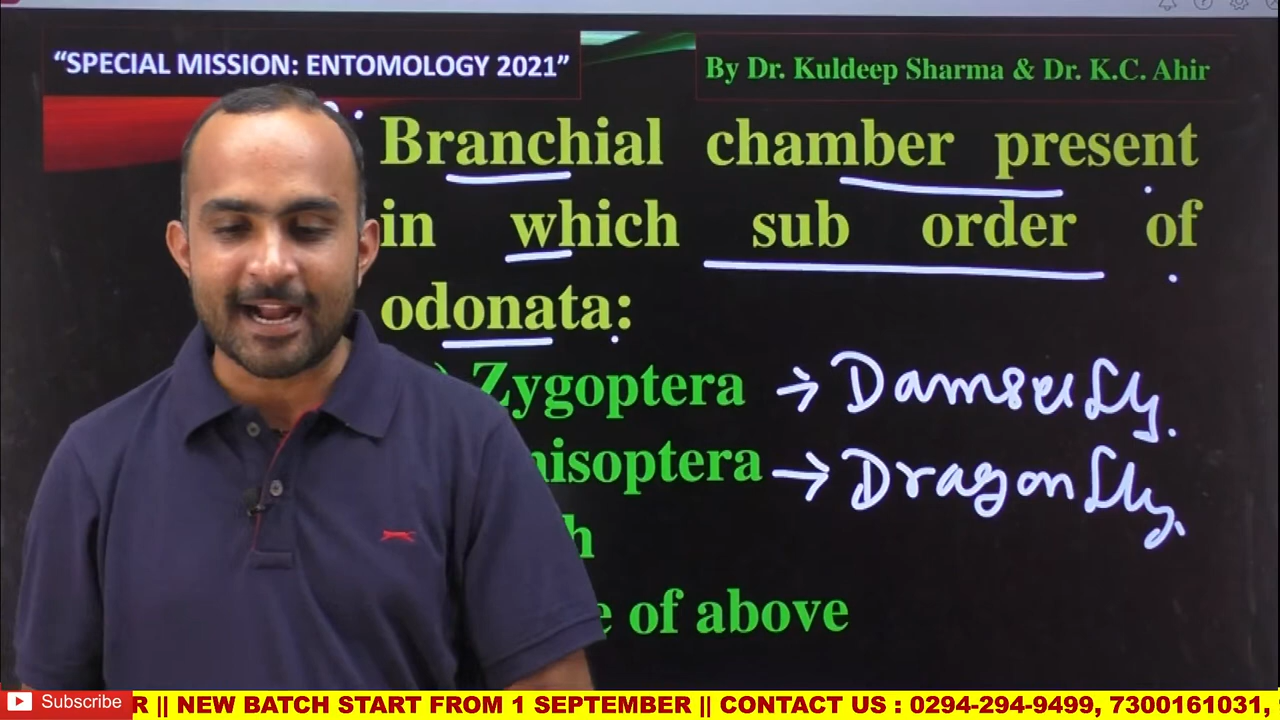 "SPECIAL MISSION: ENTOMOLOGY 2021"
By Dr. Kuldeep Sharma & Dr. K.C. Ahir
Branchial chamber present
in which sub order of
odonata:
) Zygoptera → Damselfly.
nisoptera → Dragonfly.
h
e of above
Subscribe
R || NEW BATCH START FROM 1 SEPTEMBER || CONTACT US : 0294-294-9499, 7300161031,